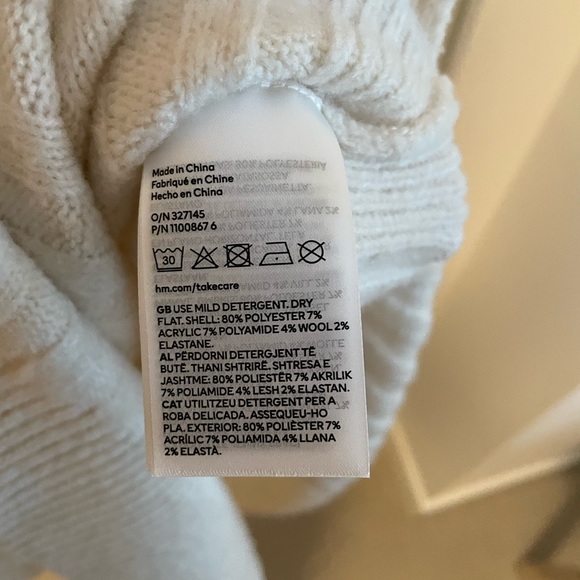 Made in China
Fabriqué en Chine
Hecho en China
O/N 327145
P/N 1100867 6
30
hm.com/takecare
GB USE MILD DETERGENT. DRY
FLAT. SHELL: 80% POLYESTER 7%
ACRYLIC 7% POLYAMIDE 4% WOOL 2%
ELASTANE.
AL PËRDORNI DETERGJENT TË
BUTË. THANI SHTRIRË. SHTRESA E
JASHTME: 80% POLIESTËR 7% AKRILIK
7% POLIAMIDE 4% LESH 2% ELASTAN.
CAT UTILITZEU DETERGENT PER A
ROBA DELICADA. ASSEQUEU-HO
PLA. EXTERIOR: 80% POLIÈSTER 7%
ACRÍLIC 7% POLIAMIDA 4% LLANA
2% ELASTÀ.